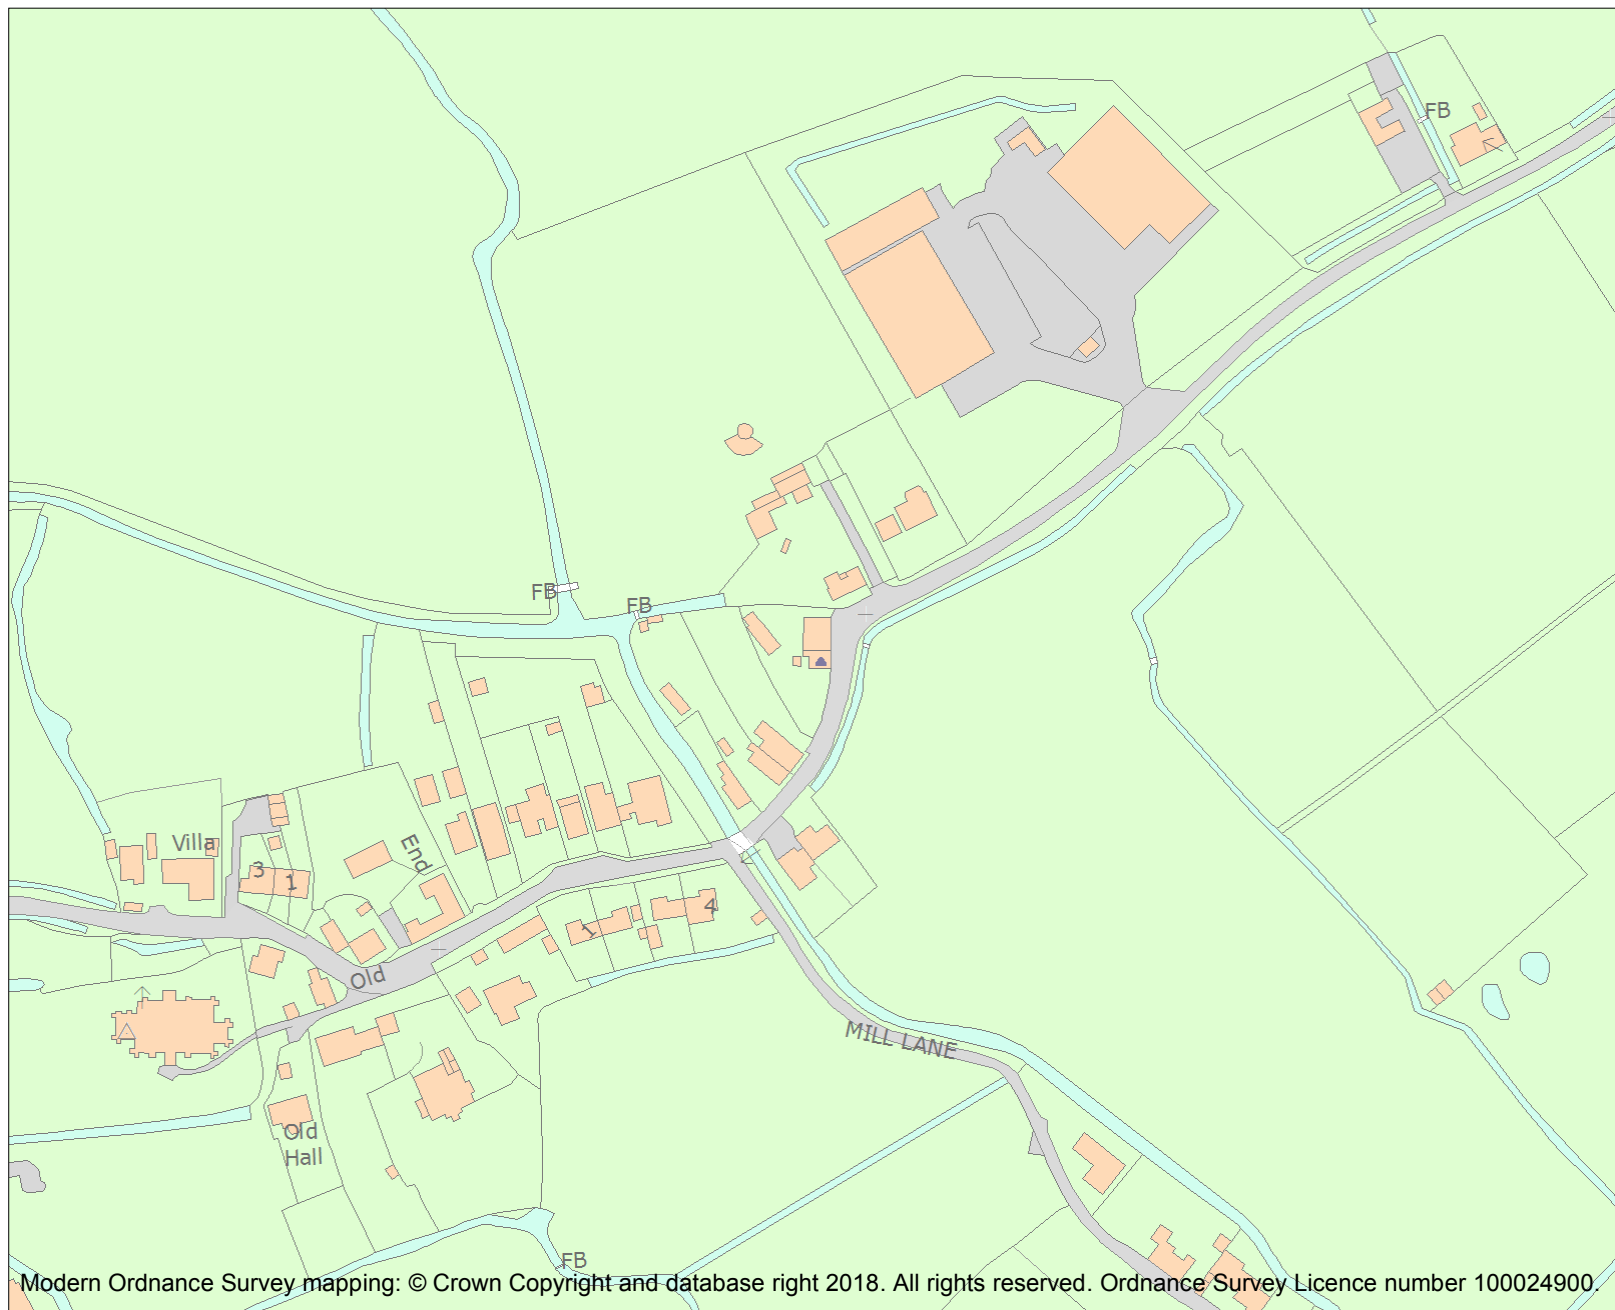 FB
FB
FB
Villa
End
3
1
4
1
Old
MILL LANE
Old
Hall
FB
Modern Ordnance Survey mapping: © Crown Copyright and database right 2018. All rights reserved. Ordnance Survey Licence number 100024900.